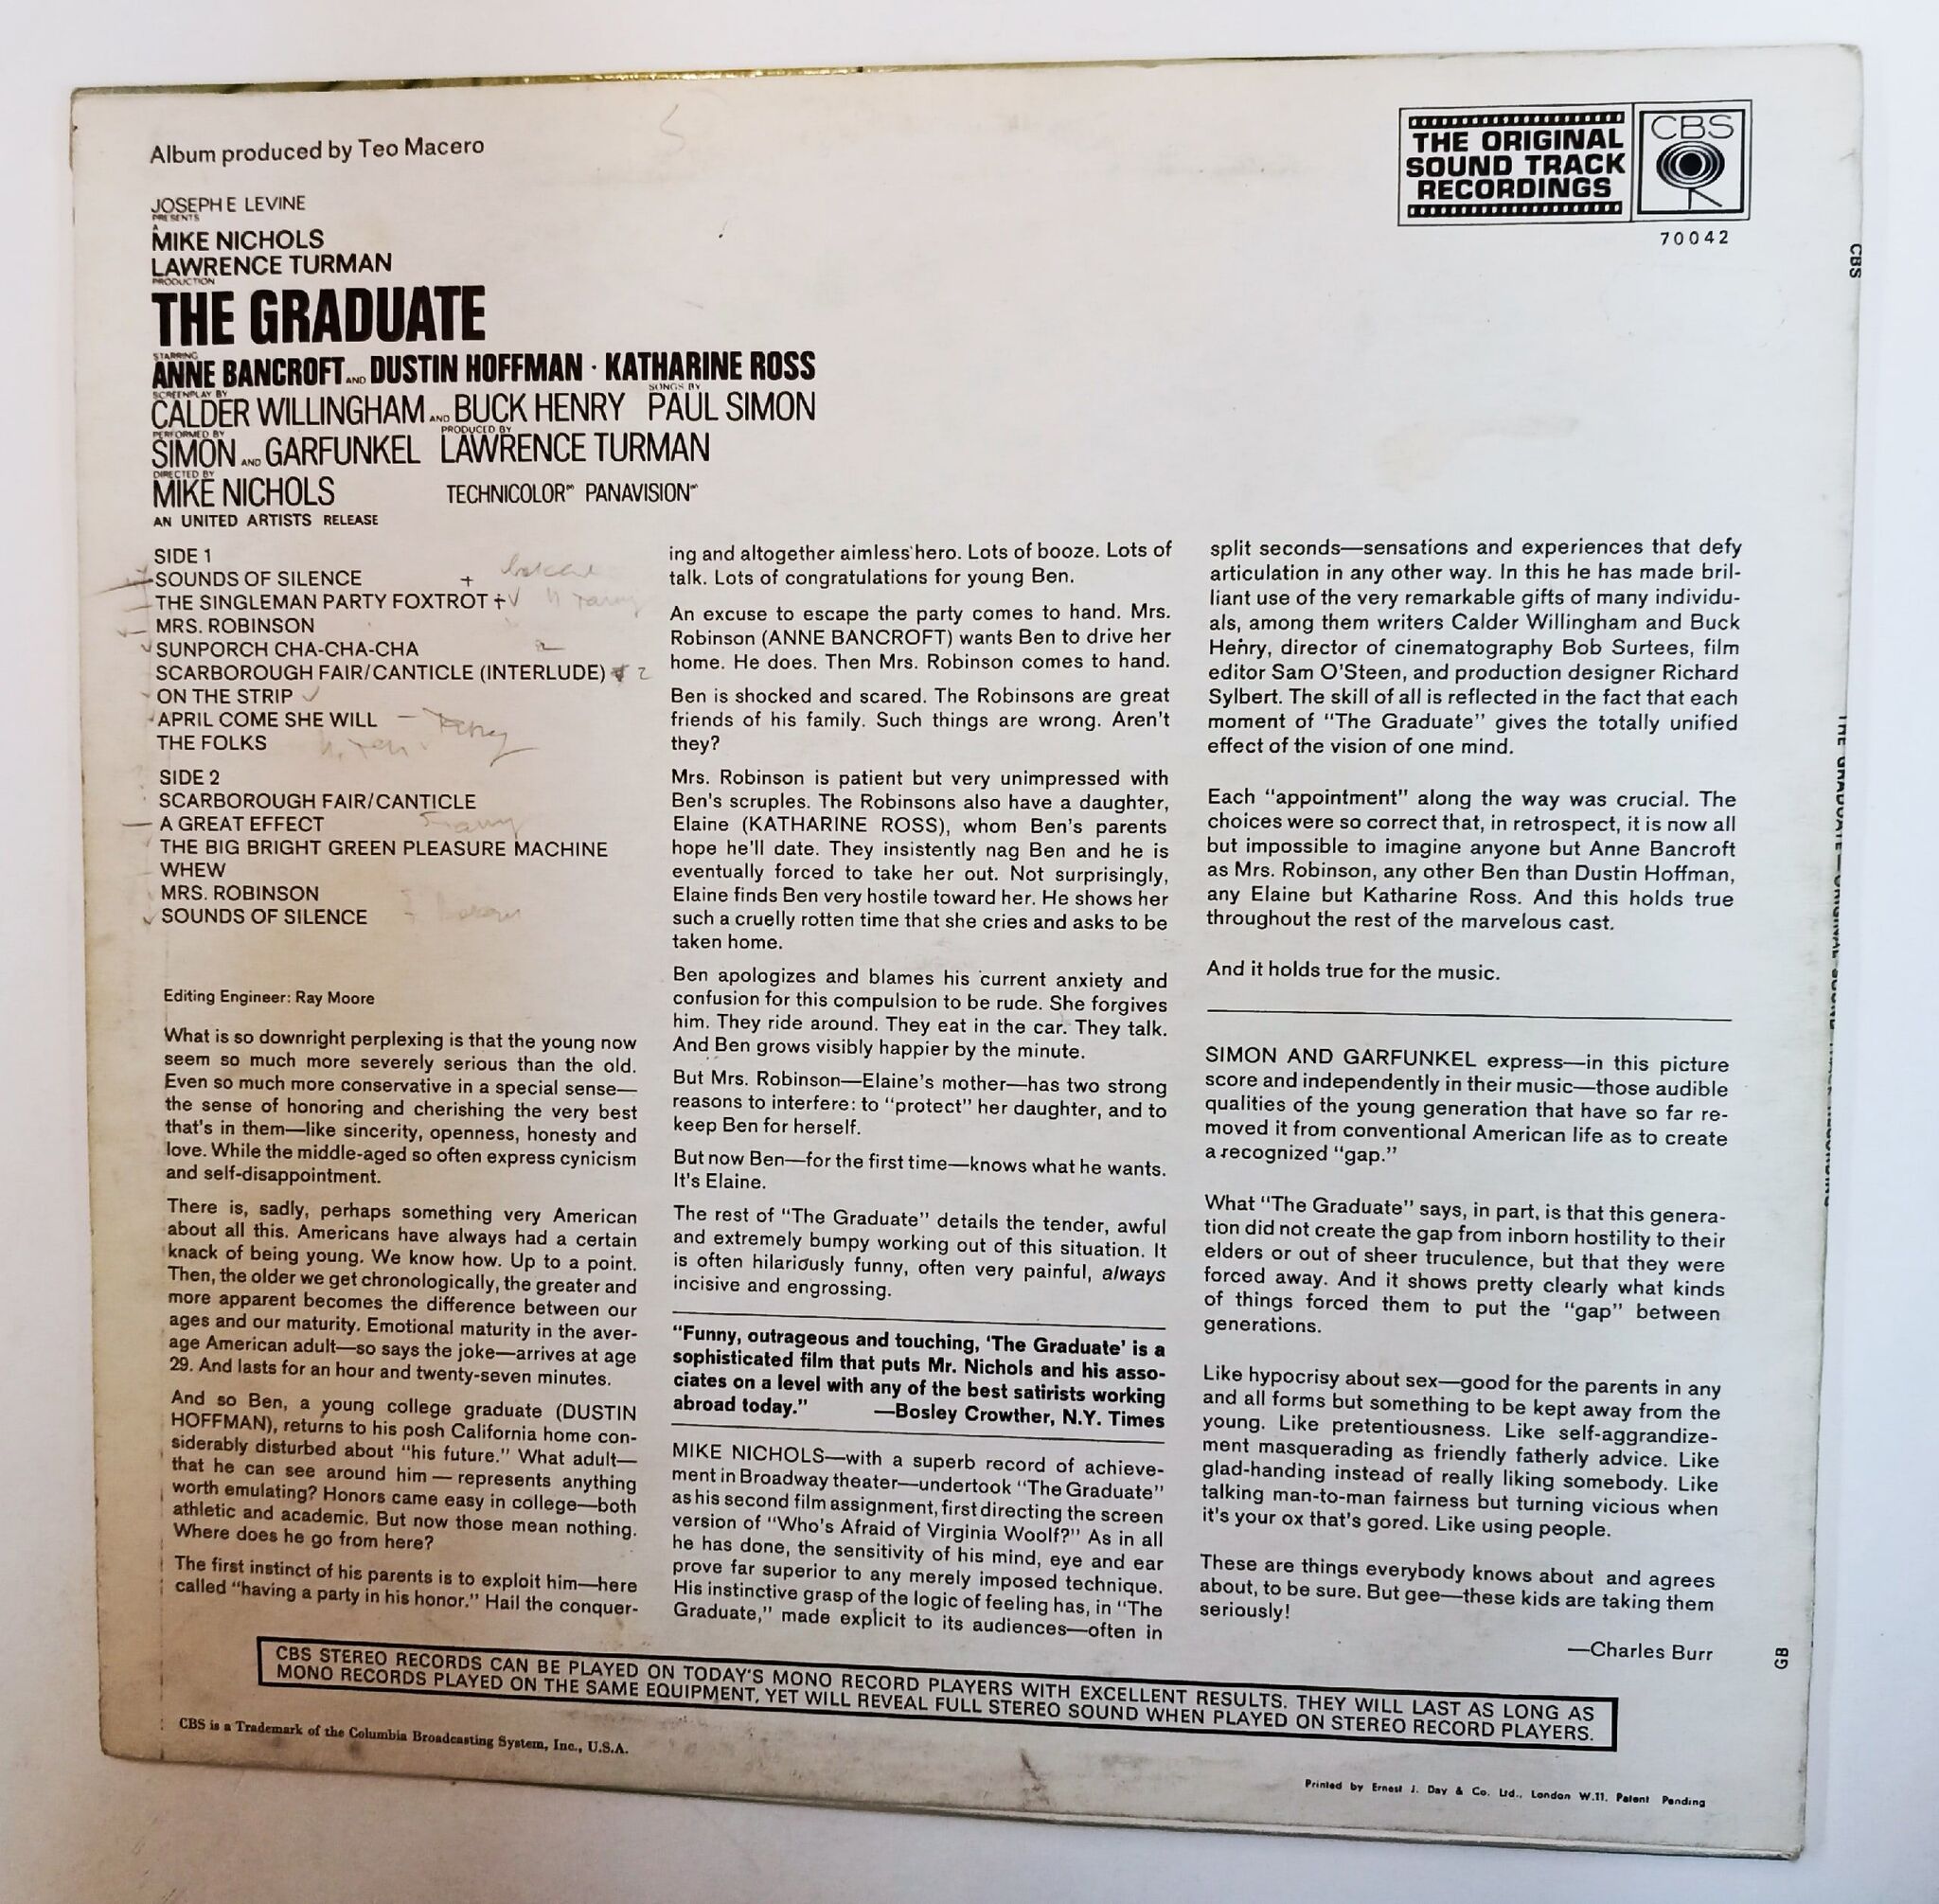 Album produced by Teo Macero
THE ORIGINAL
SOUND TRACK
RECORDINGS
CBS
70042
JOSEPH E LEVINE
PRESENTS
A
MIKE NICHOLS
LAWRENCE TURMAN
PRODUCTION
THE GRADUATE
STARRING
ANNE BANCROFT AND DUSTIN HOFFMAN · KATHARINE ROSS
SCREENPLAY BY SONGS BY
CALDER WILLINGHAM AND BUCK HENRY PAUL SIMON
PERFORMED BY PRODUCED BY
SIMON AND GARFUNKEL LAWRENCE TURMAN
DIRECTED BY
MIKE NICHOLS TECHNICOLOR PANAVISION
AN UNITED ARTISTS RELEASE
SIDE 1
SOUNDS OF SILENCE
THE SINGLEMAN PARTY FOXTROT
MRS. ROBINSON
SUNPORCH CHA-CHA-CHA
SCARBOROUGH FAIR/CANTICLE (INTERLUDE)
ON THE STRIP
APRIL COME SHE WILL
THE FOLKS
SIDE 2
SCARBOROUGH FAIR/CANTICLE
A GREAT EFFECT
THE BIG BRIGHT GREEN PLEASURE MACHINE
WHEW
MRS. ROBINSON
SOUNDS OF SILENCE
Editing Engineer: Ray Moore
What is so downright perplexing is that the young now
seem so much more severely serious than the old.
Even so much more conservative in a special sense—
the sense of honoring and cherishing the very best
that's in them—like sincerity, openness, honesty and
love. While the middle-aged so often express cynicism
and self-disappointment.
There is, sadly, perhaps something very American
about all this. Americans have always had a certain
knack of being young. We know how. Up to a point.
Then, the older we get chronologically, the greater and
more apparent becomes the difference between our
ages and our maturity. Emotional maturity in the aver-
age American adult—so says the joke—arrives at age
29. And lasts for an hour and twenty-seven minutes.
And so Ben, a young college graduate (DUSTIN
HOFFMAN), returns to his posh California home con-
siderably disturbed about "his future." What adult—
that he can see around him — represents anything
worth emulating? Honors came easy in college—both
athletic and academic. But now those mean nothing.
Where does he go from here?
The first instinct of his parents is to exploit him—here
called "having a party in his honor." Hail the conquer-
ing and altogether aimless hero. Lots of booze. Lots of
talk. Lots of congratulations for young Ben.
An excuse to escape the party comes to hand. Mrs.
Robinson (ANNE BANCROFT) wants Ben to drive her
home. He does. Then Mrs. Robinson comes to hand.
Ben is shocked and scared. The Robinsons are great
friends of his family. Such things are wrong. Aren't
they?
Mrs. Robinson is patient but very unimpressed with
Ben's scruples. The Robinsons also have a daughter,
Elaine (KATHARINE ROSS), whom Ben's parents
hope he'll date. They insistently nag Ben and he is
eventually forced to take her out. Not surprisingly,
Elaine finds Ben very hostile toward her. He shows her
such a cruelly rotten time that she cries and asks to be
taken home.
Ben apologizes and blames his current anxiety and
confusion for this compulsion to be rude. She forgives
him. They ride around. They eat in the car. They talk.
And Ben grows visibly happier by the minute.
But Mrs. Robinson—Elaine's mother—has two strong
reasons to interfere: to "protect" her daughter, and to
keep Ben for herself.
But now Ben—for the first time—knows what he wants.
It's Elaine.
The rest of "The Graduate" details the tender, awful
and extremely bumpy working out of this situation. It
is often hilariously funny, often very painful, always
incisive and engrossing.
"Funny, outrageous and touching, 'The Graduate' is a
sophisticated film that puts Mr. Nichols and his asso-
ciates on a level with any of the best satirists working
abroad today." —Bosley Crowther, N.Y. Times
MIKE NICHOLS—with a superb record of achieve-
ment in Broadway theater—undertook "The Graduate"
as his second film assignment, first directing the screen
version of "Who's Afraid of Virginia Woolf?" As in all
he has done, the sensitivity of his mind, eye and ear
prove far superior to any merely imposed technique.
His instinctive grasp of the logic of feeling has, in "The
Graduate," made explicit to its audiences—often in
split seconds—sensations and experiences that defy
articulation in any other way. In this he has made bril-
liant use of the very remarkable gifts of many individu-
als, among them writers Calder Willingham and Buck
Henry, director of cinematography Bob Surtees, film
editor Sam O'Steen, and production designer Richard
Sylbert. The skill of all is reflected in the fact that each
moment of "The Graduate" gives the totally unified
effect of the vision of one mind.
Each "appointment" along the way was crucial. The
choices were so correct that, in retrospect, it is now all
but impossible to imagine anyone but Anne Bancroft
as Mrs. Robinson, any other Ben than Dustin Hoffman,
any Elaine but Katharine Ross. And this holds true
throughout the rest of the marvelous cast.
And it holds true for the music.
SIMON AND GARFUNKEL express—in this picture
score and independently in their music—those audible
qualities of the young generation that have so far re-
moved it from conventional American life as to create
a recognized "gap."
What "The Graduate" says, in part, is that this genera-
tion did not create the gap from inborn hostility to their
elders or out of sheer truculence, but that they were
forced away. And it shows pretty clearly what kinds
of things forced them to put the "gap" between
generations.
Like hypocrisy about sex—good for the parents in any
and all forms but something to be kept away from the
young. Like pretentiousness. Like self-aggrandize-
ment masquerading as friendly fatherly advice. Like
glad-handing instead of really liking somebody. Like
talking man-to-man fairness but turning vicious when
it's your ox that's gored. Like using people.
These are things everybody knows about and agrees
about, to be sure. But gee—these kids are taking them
seriously!
—Charles Burr
CBS STEREO RECORDS CAN BE PLAYED ON TODAY'S MONO RECORD PLAYERS WITH EXCELLENT RESULTS. THEY WILL LAST AS LONG AS
MONO RECORDS PLAYED ON THE SAME EQUIPMENT, YET WILL REVEAL FULL STEREO SOUND WHEN PLAYED ON STEREO RECORD PLAYERS.
CBS is a Trademark of the Columbia Broadcasting System, Inc., U.S.A.
Printed by Ernest J. Day & Co. Ltd., London W.11. Patent Pending
CBS
GB